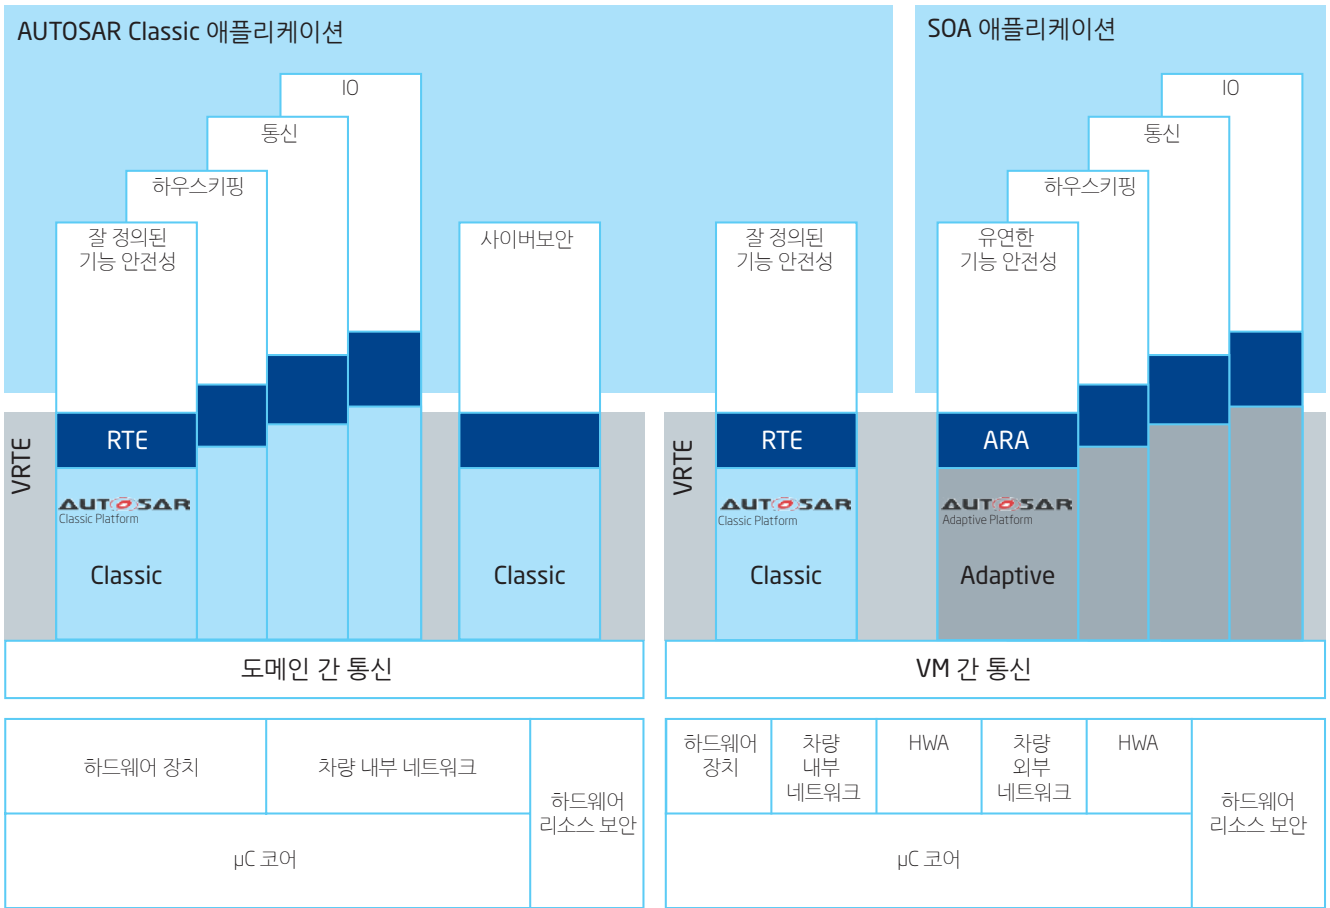 AUTOSAR Classic 애플리케이션
SOA 애플리케이션
IO
통신
하우스키핑
잘 정의된
기능 안전성
사이버보안
잘 정의된
기능 안전성
IO
통신
하우스키핑
유연한
기능 안전성
VRTE
RTE
AUTOSAR
Classic Platform
Classic
Classic
VRTE
RTE
AUTOSAR
Classic Platform
Classic
ARA
AUTOSAR
Adaptive Platform
Adaptive
도메인 간 통신
VM 간 통신
하드웨어 장치
차량 내부 네트워크
하드웨어
리소스 보안
µC 코어
하드웨어
장치
차량
내부
네트워크
HWA
차량
외부
네트워크
HWA
하드웨어
리소스 보안
µC 코어